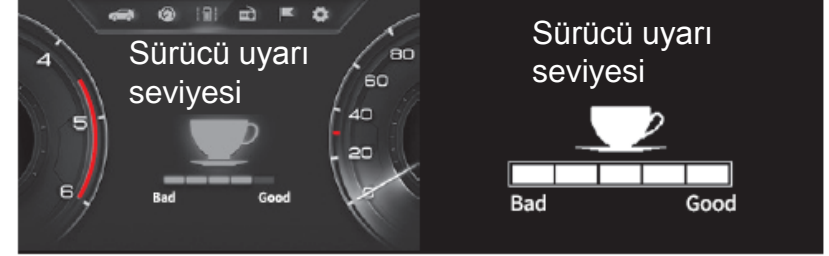 Sürücü uyarı
seviyesi
4
5
6
80
60
40
20
0
Bad Good
Sürücü uyarı
seviyesi
Bad Good